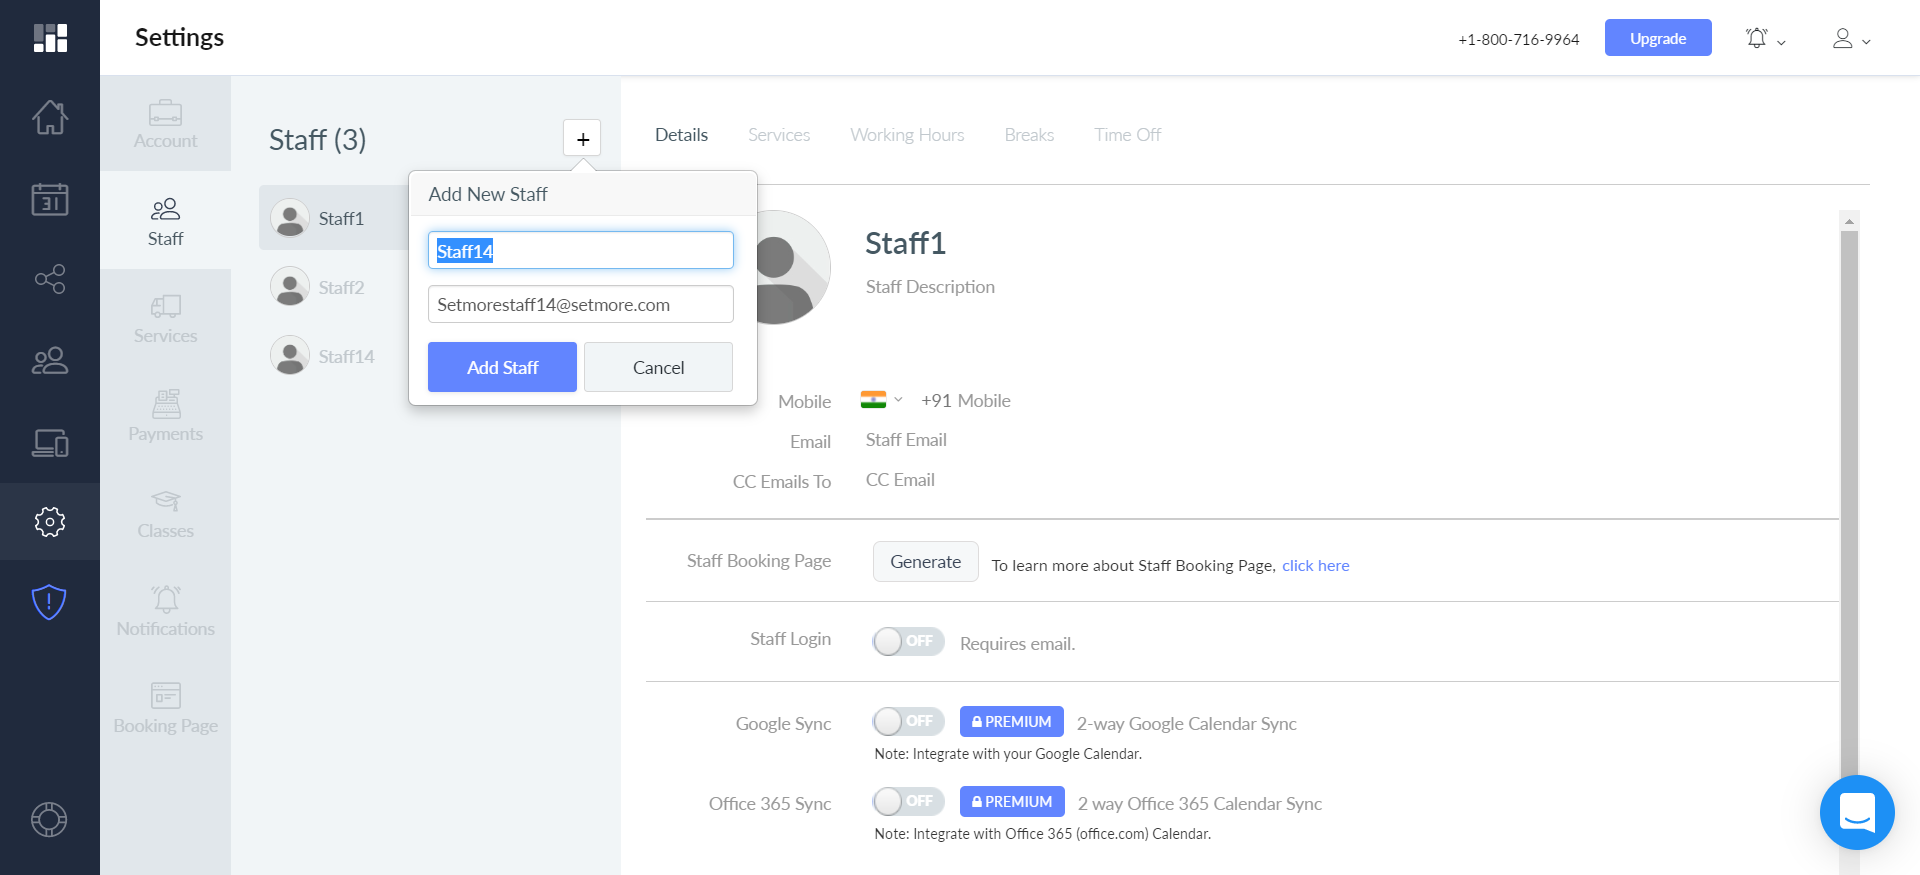 Settings
+1-800-716-9964
Upgrade
Account
Staff
Services
Payments
Classes
Notifications
Booking Page
31
Staff (3)
+
Staff1
Staff2
Staff14
Add New Staff
Staff14
Setmorestaff14@setmore.com
Add Staff
Cancel
Details
Services
Working Hours
Breaks
Time Off
Staff1
Staff Description
Mobile
+91 Mobile
Email
Staff Email
CC Emails To
CC Email
Staff Booking Page
Generate
To learn more about Staff Booking Page, click here
Staff Login
OFF
Requires email.
Google Sync
OFF
PREMIUM
2-way Google Calendar Sync
Note: Integrate with your Google Calendar.
Office 365 Sync
OFF
PREMIUM
2 way Office 365 Calendar Sync
Note: Integrate with Office 365 (office.com) Calendar.